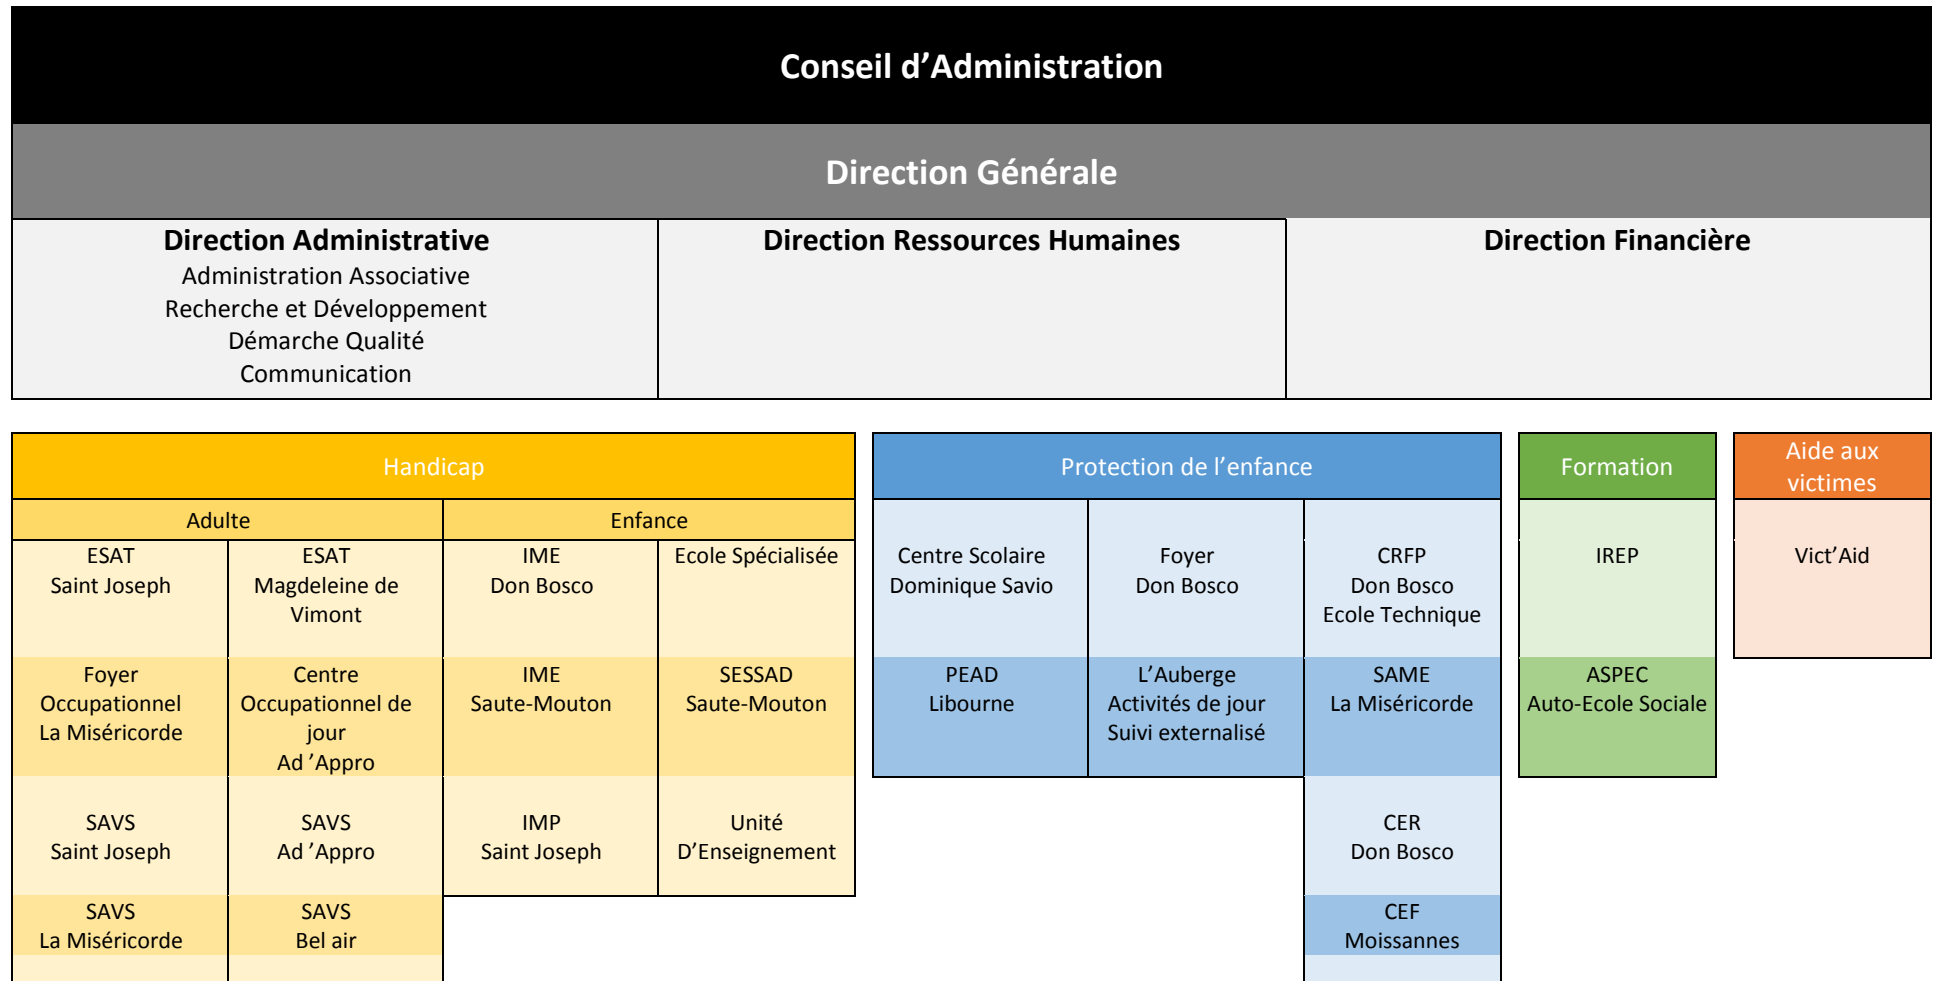 Conseil d’Administration
Direction Générale
Direction Administrative
Administration Associative
Recherche et Développement
Démarche Qualité
Communication
Direction Ressources Humaines
Direction Financière
Handicap
Adulte
Enfance
ESAT
Saint Joseph
ESAT
Magdeleine de
Vimont
IME
Don Bosco
Ecole Spécialisée
Foyer
Occupationnel
La Miséricorde
Centre
Occupationnel de
jour
Ad ’Appro
IME
Saute-Mouton
SESSAD
Saute-Mouton
SAVS
Saint Joseph
SAVS
Ad ’Appro
IMP
Saint Joseph
Unité
D’Enseignement
SAVS
La Miséricorde
SAVS
Bel air
Protection de l’enfance
Centre Scolaire
Dominique Savio
Foyer
Don Bosco
CRFP
Don Bosco
Ecole Technique
PEAD
Libourne
L’Auberge
Activités de jour
Suivi externalisé
SAME
La Miséricorde
CER
Don Bosco
CEF
Moissannes
Formation
IREP
ASPEC
Auto-Ecole Sociale
Aide aux
victimes
Vict’Aid